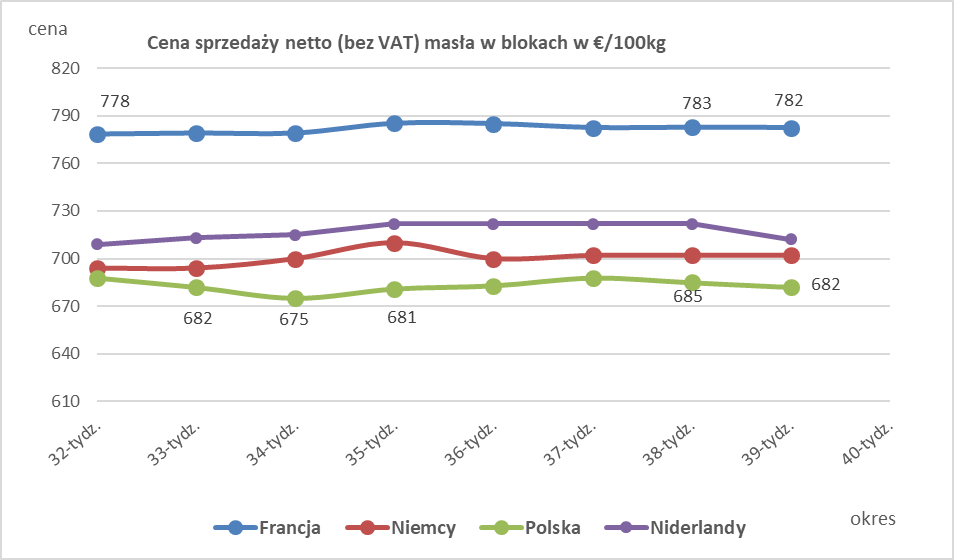 cena
Cena sprzedaży netto (bez VAT) masła w blokach w €/100kg
820
790
760
730
700
670
640
610
778
783
782
682
675
681
685
682
32-tydz.
33-tydz.
34-tydz.
35-tydz.
36-tydz.
37-tydz.
38-tydz.
39-tydz.
40-tydz.
okres
Francja
Niemcy
Polska
Niderlandy